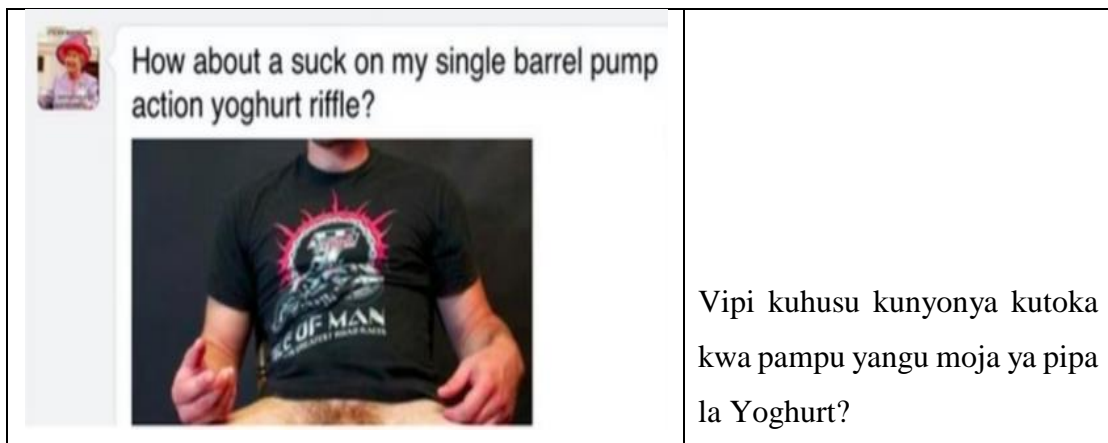 How about a suck on my single barrel pump
action yoghurt riffle?
OF MAN
Vipi kuhusu kunyonya kutoka
kwa pampu yangu moja ya pipa
la Yoghurt?